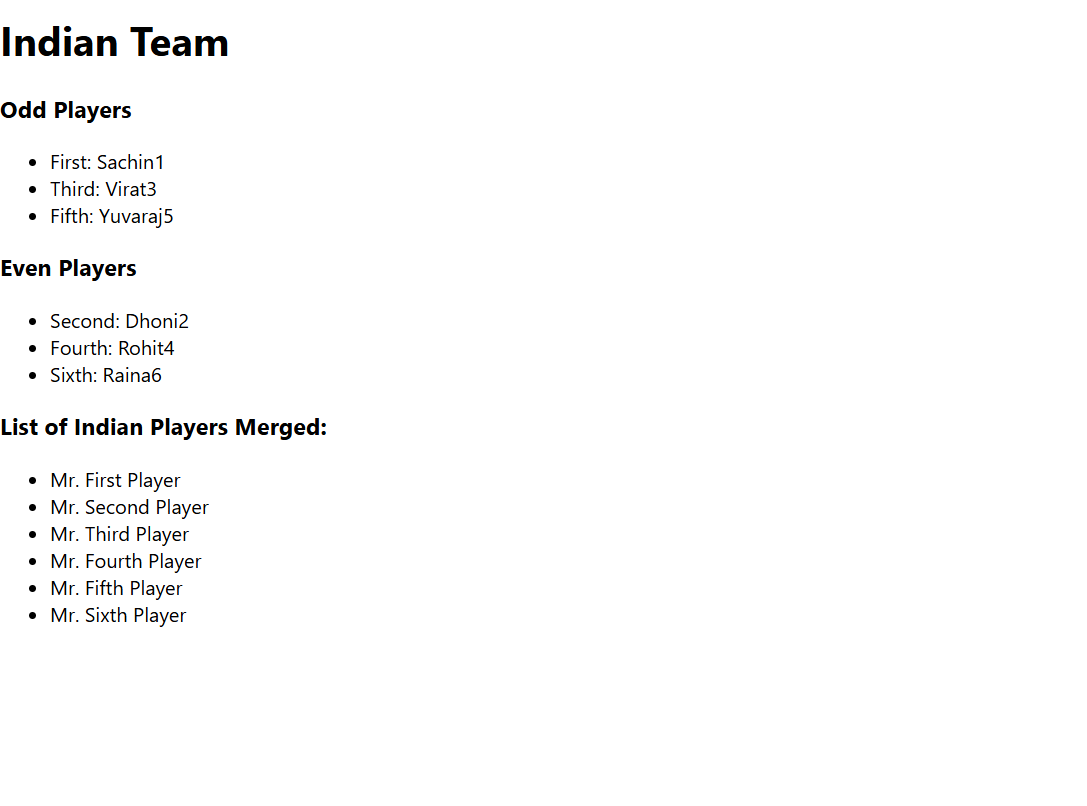 Indian Team
Odd Players
First: Sachin1
Third: Virat3
Fifth: Yuvaraj5
Even Players
Second: Dhoni2
Fourth: Rohit4
Sixth: Raina6
List of Indian Players Merged:
Mr. First Player
Mr. Second Player
Mr. Third Player
Mr. Fourth Player
Mr. Fifth Player
Mr. Sixth Player